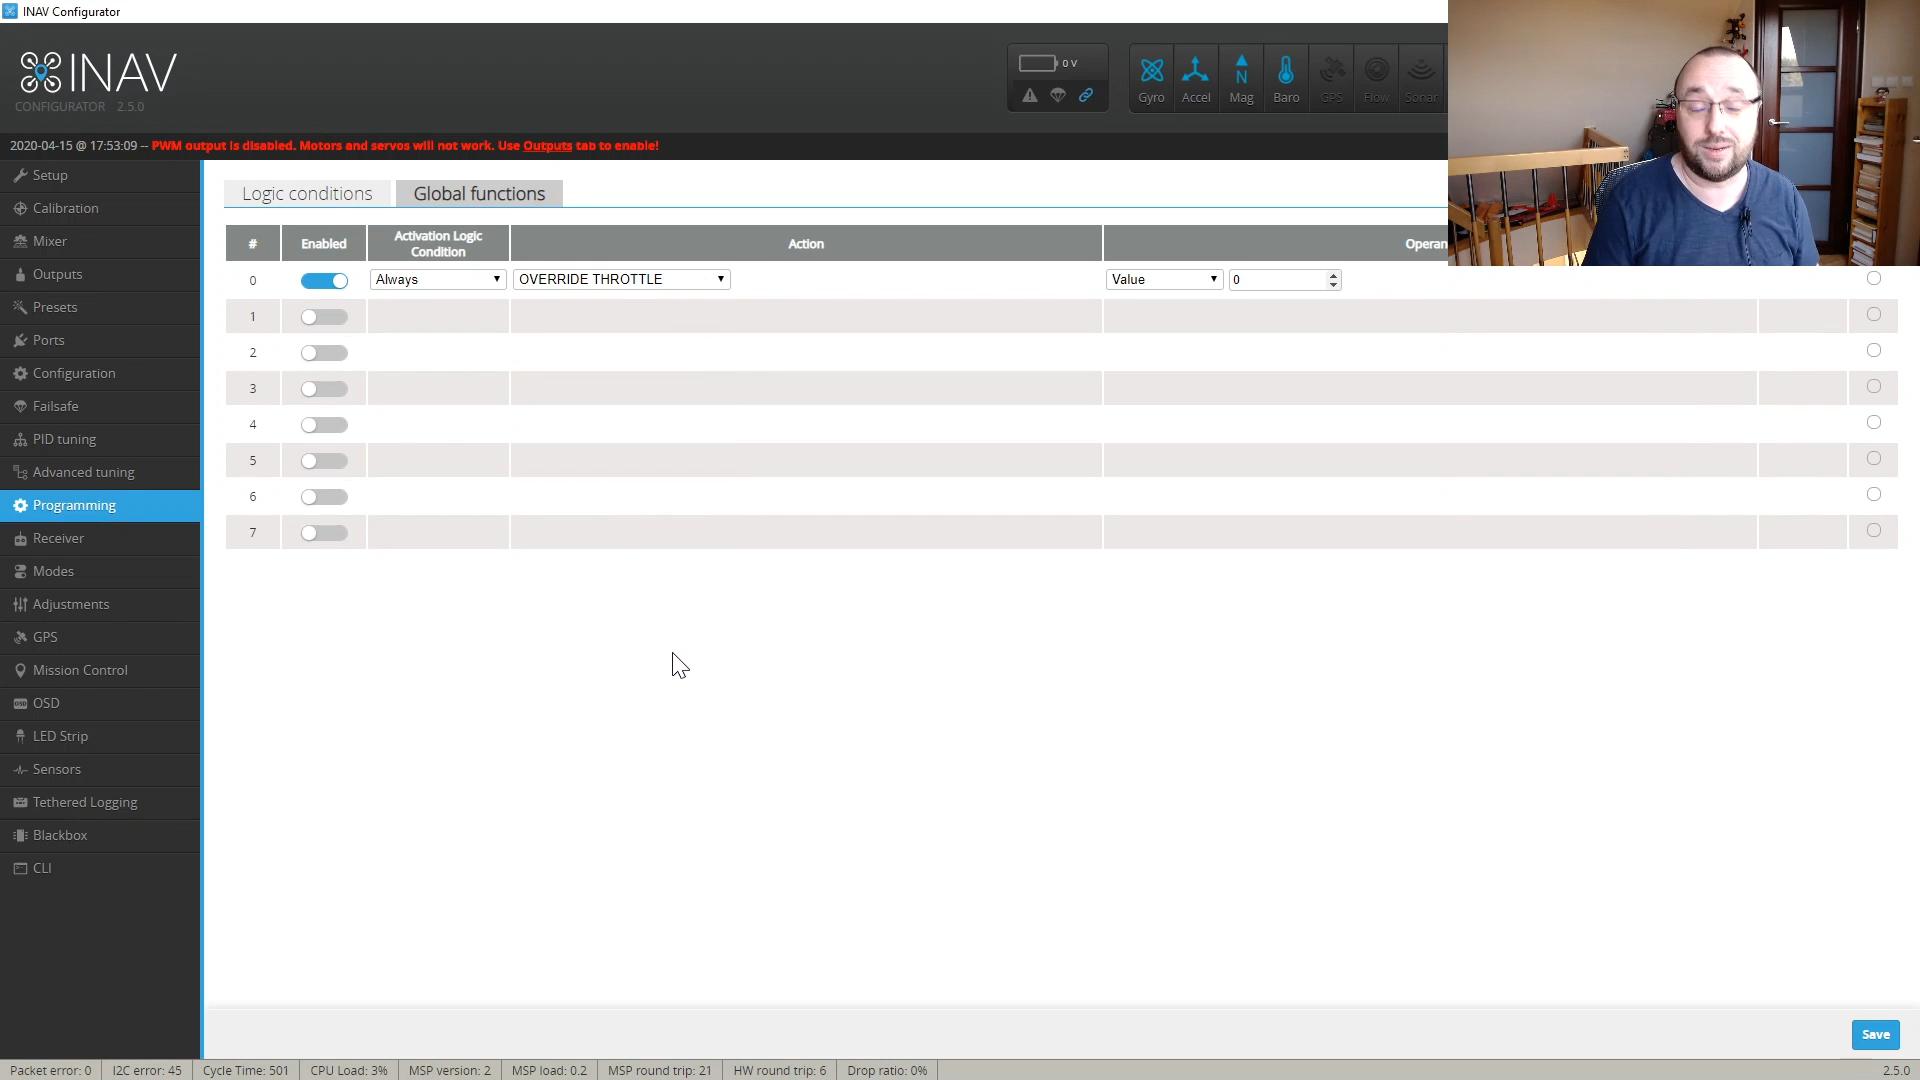 INAV Configurator
INAV
CONFIGURATOR 2.5.0
0 V
Gyro Accel Mag Baro GPS Flow Sonar
2020-04-15 @ 17:53:09 -- PWM output is disabled. Motors and servos will not work. Use Outputs tab to enable!
Setup
Calibration
Mixer
Outputs
Presets
Ports
Configuration
Failsafe
PID tuning
Advanced tuning
Programming
Receiver
Modes
Adjustments
GPS
Mission Control
OSD
LED Strip
Sensors
Tethered Logging
Blackbox
CLI
Logic conditions Global functions
# Enabled Activation Logic Condition Action Operan
0 Always OVERRIDE THROTTLE Value 0
1
2
3
4
5
6
7
Save
Packet error: 0 I2C error: 45 Cycle Time: 501 CPU Load: 3% MSP version: 2 MSP load: 0.2 MSP round trip: 21 HW round trip: 6 Drop ratio: 0% 2.5.0